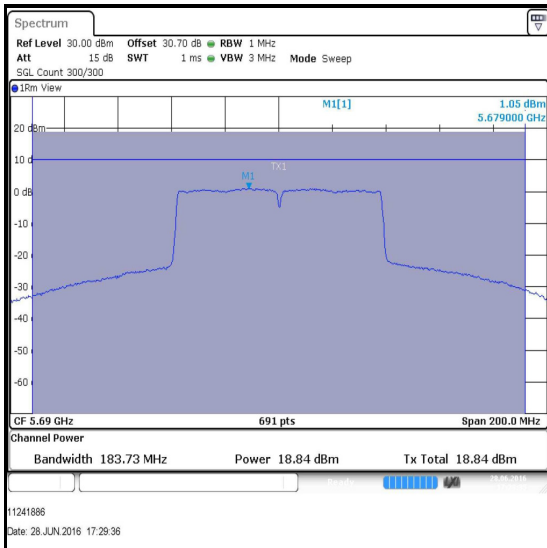 Spectrum
Ref Level 30.00 dBm Offset 30.70 dB RBW 1 MHz
Att 15 dB SWT 1 ms VBW 3 MHz Mode Sweep
SGL Count 300/300
1Rm View
M1[1] 1.05 dBm
5.679000 GHz
20 dBm
10 d
TX1
M1
0 dB
-10
-20
-30
-40
-50
-60
CF 5.69 GHz 691 pts Span 200.0 MHz
Channel Power
Bandwidth 183.73 MHz Power 18.84 dBm Tx Total 18.84 dBm
Ready
28.06.2016
11241886
Date: 28.JUN.2016 17:29:36